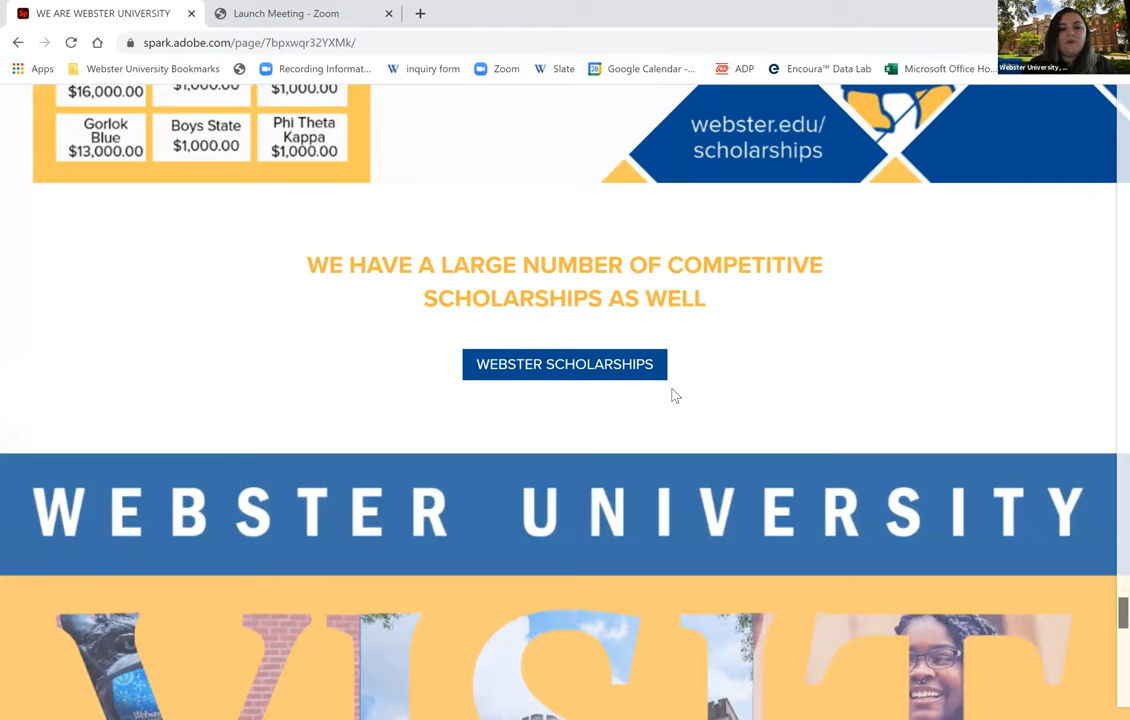 WE ARE WEBSTER UNIVERSITY
Launch Meeting - Zoom
spark.adobe.com/page/7bpxwqr32YXMk/
Apps
Webster University Bookmarks
Recording Informat...
inquiry form
Zoom
Slate
Google Calendar -...
ADP
Encoura™ Data Lab
Microsoft Office Ho...
Webster University, ...
$16,000.00
$1,000.00
$1,000.00
Gorlok
Blue
$13,000.00
Boys State
$1,000.00
Phi Theta
Kappa
$1,000.00
webster.edu/
scholarships
WE HAVE A LARGE NUMBER OF COMPETITIVE
SCHOLARSHIPS AS WELL
WEBSTER SCHOLARSHIPS
WEBSTER UNIVERSITY
VISIT